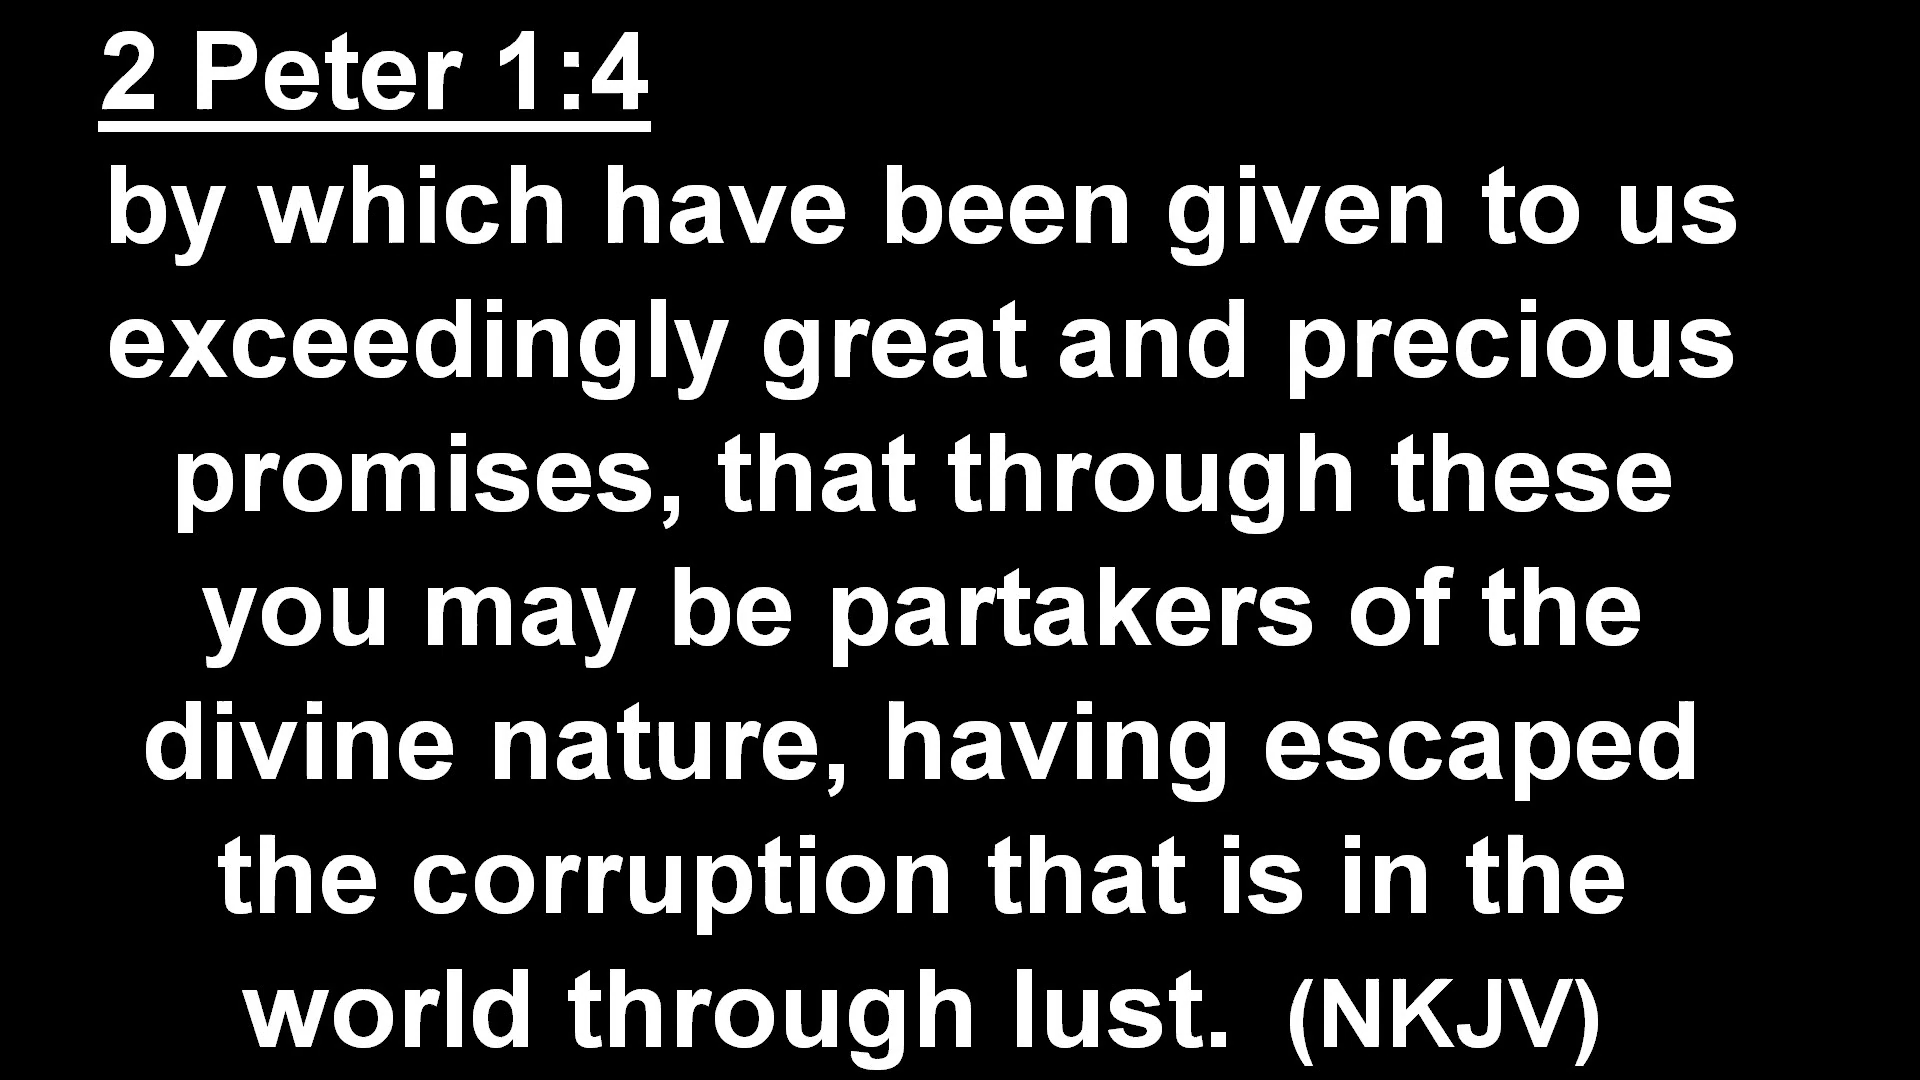 2 Peter 1:4
by which have been given to us
exceedingly great and precious
promises, that through these
you may be partakers of the
divine nature, having escaped
the corruption that is in the
world through lust. (NKJV)